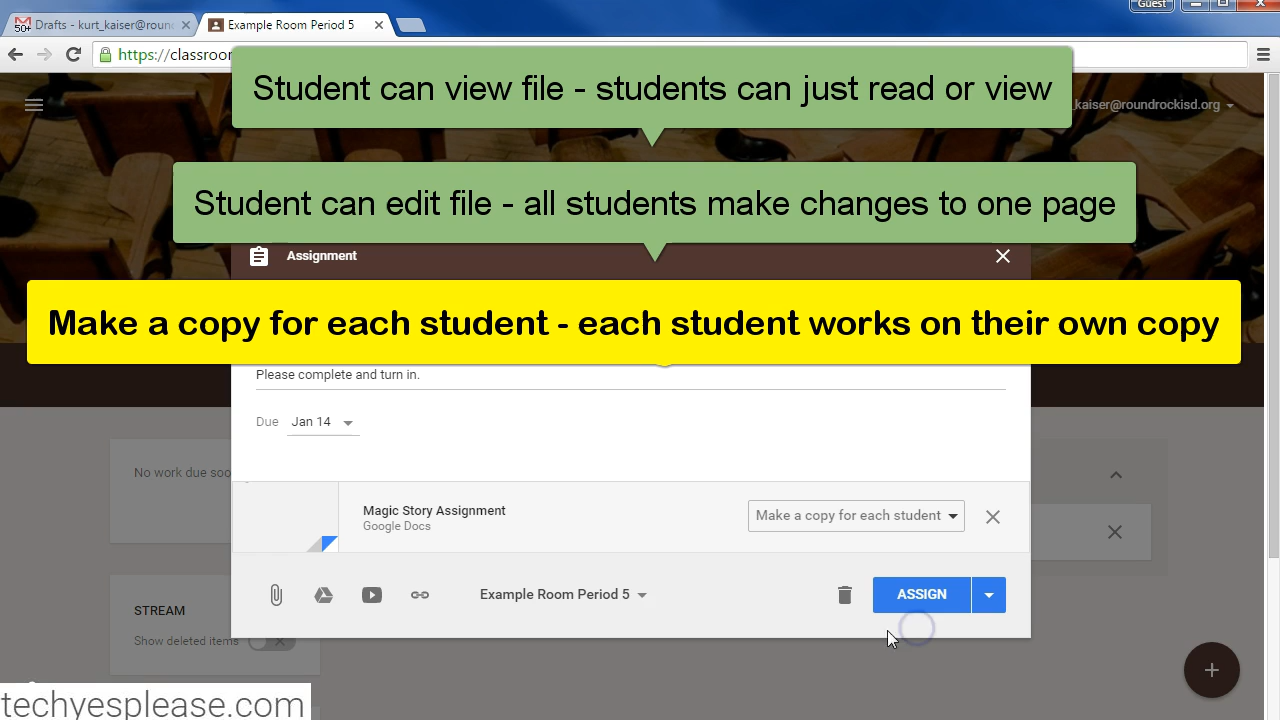 Guest
50+ Drafts - kurt_kaiser@roun
Example Room Period 5
https://classroo
Student can view file - students can just read or view
_kaiser@roundrockisd.org
Student can edit file - all students make changes to one page
Assignment
Make a copy for each student - each student works on their own copy
Please complete and turn in.
Due Jan 14
No work due soo
Magic Story Assignment
Make a copy for each student
Google Docs
Example Room Period 5
ASSIGN
STREAM
Show deleted items
techyesplease.com